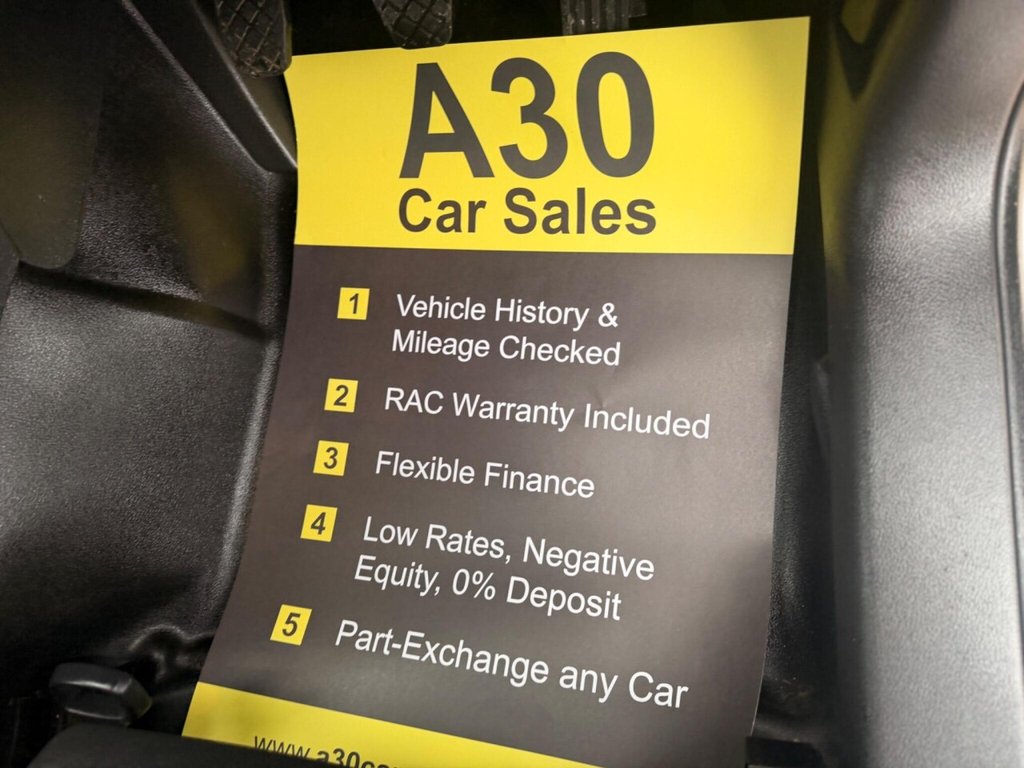 A30
Car Sales
1 Vehicle History &
Mileage Checked
2 RAC Warranty Included
3 Flexible Finance
4 Low Rates, Negative
Equity, 0% Deposit
5 Part-Exchange any Car